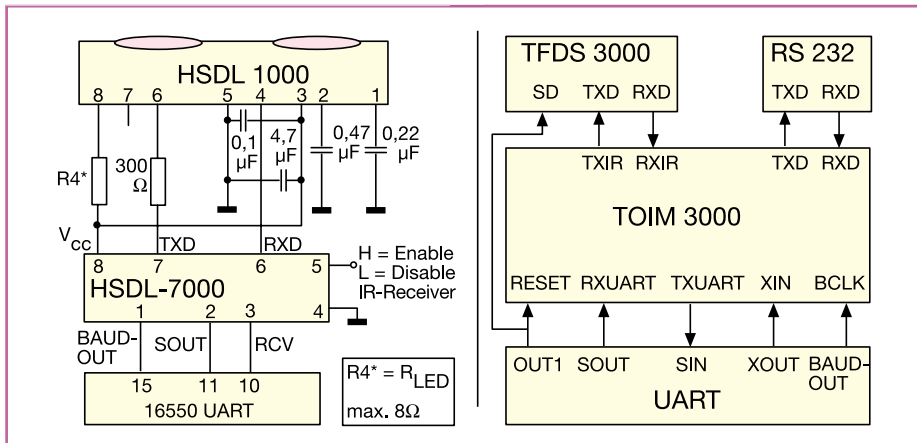 HSDL 1000
8 7 6 5 4 3 2 1
R4*
300 Ω
0,1 µF
4,7 µF
0,47 µF
0,22 µF
VCC
TXD
RXD
8 7 6 5
H = Enable
L = Disable
IR-Receiver
HSDL-7000
1 2 3 4
BAUD-OUT
SOUT
RCV
15 11 10
16550 UART
R4* = RLED
max. 8Ω
TFDS 3000
SD TXD RXD
RS 232
TXD RXD
TXIR RXIR
TXD RXD
TOIM 3000
RESET RXUART TXUART XIN BCLK
OUT1 SOUT SIN XOUT BAUD-OUT
UART